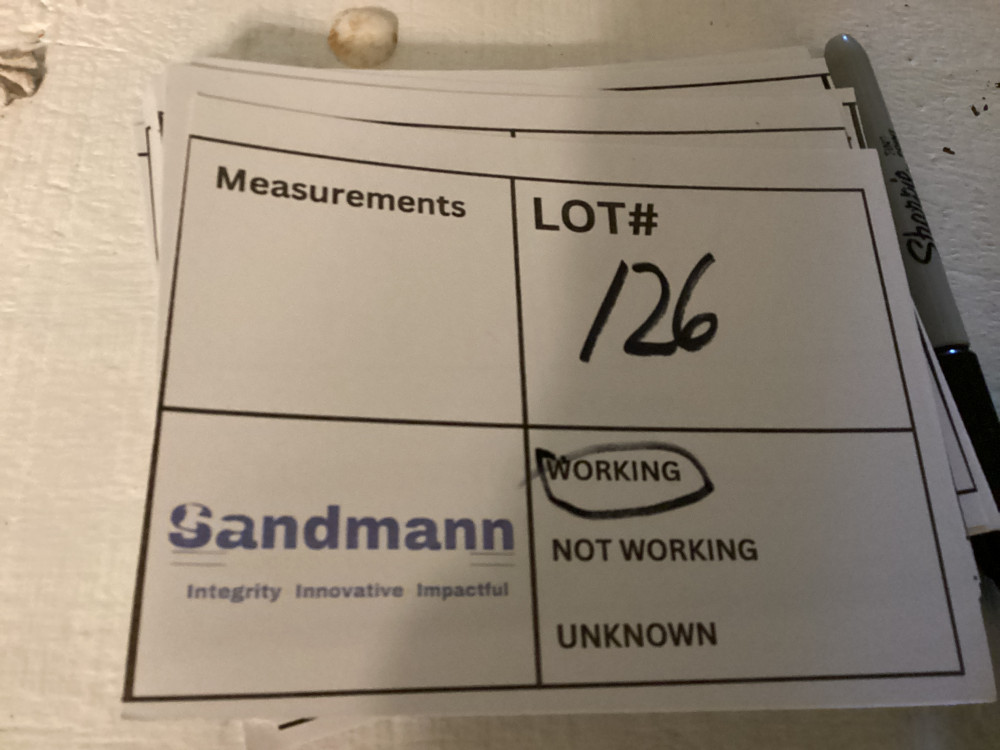 Measurements
LOT#
126
Sandmann
Integrity Innovative Impactful
WORKING
NOT WORKING
UNKNOWN
Sharpie